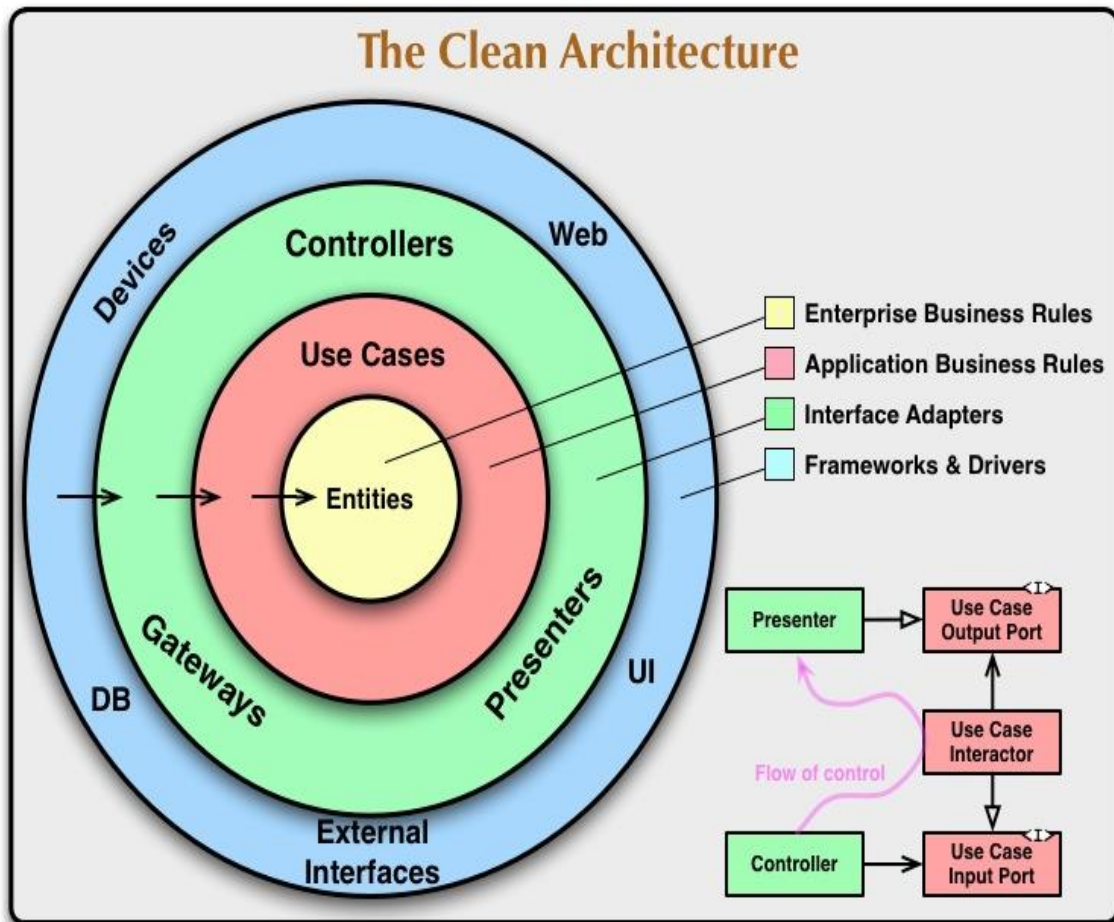 The Clean Architecture
Devices
Web
Controllers
Use Cases
Entities
Gateways
Presenters
DB
UI
External
Interfaces
Enterprise Business Rules
Application Business Rules
Interface Adapters
Frameworks & Drivers
Presenter
<I>
Use Case
Output Port
Use Case
Interactor
Flow of control
Controller
<I>
Use Case
Input Port